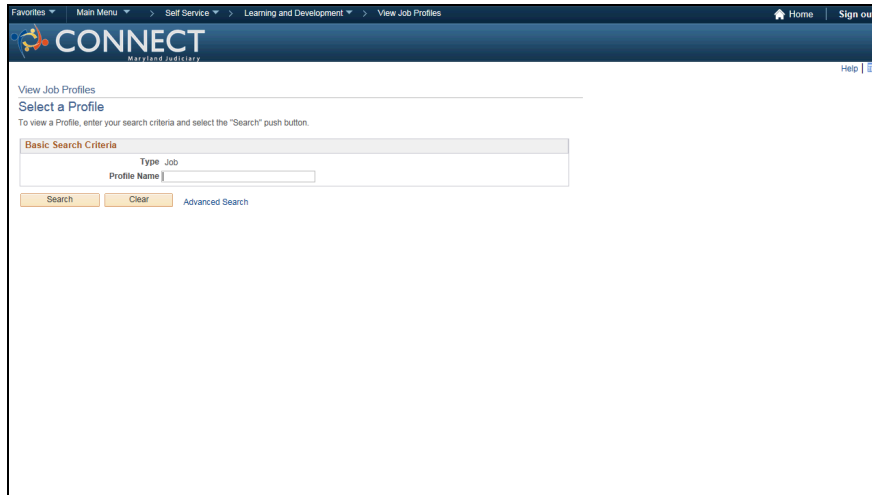 Favorites Main Menu > Self Service > Learning and Development > View Job Profiles Home Sign ou
CONNECT
Maryland Judiciary
Help
View Job Profiles
Select a Profile
To view a Profile, enter your search criteria and select the "Search" push button.
Basic Search Criteria
Type Job
Profile Name
Search Clear Advanced Search